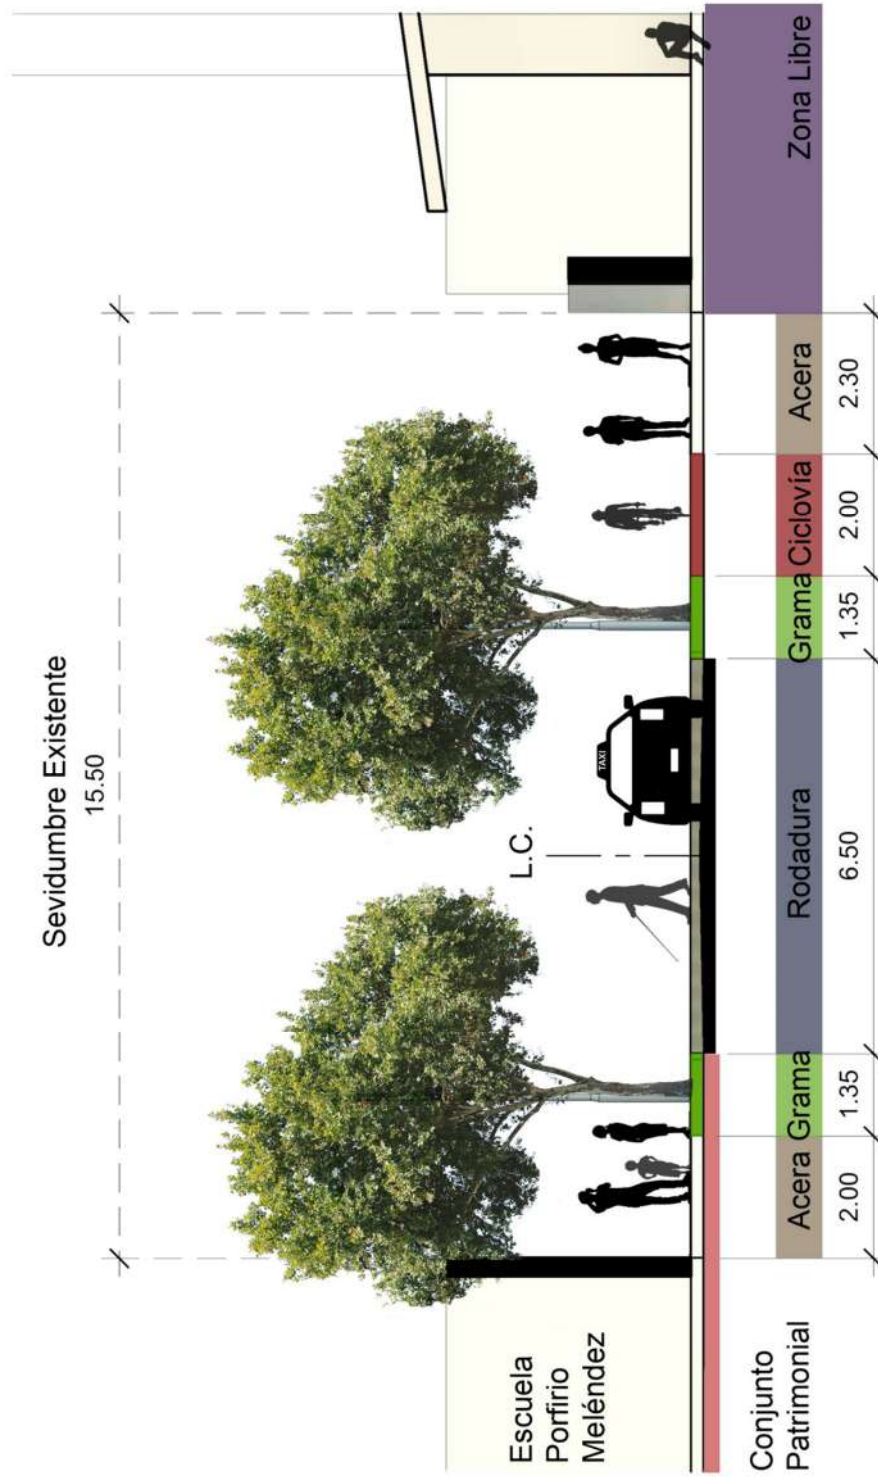 Sevidumbre Existente
15.50
L.C.
TAXI
Escuela
Porfirio
Meléndez
Conjunto
Patrimonial
Acera
Grama
Rodadura
Grama
Ciclovía
Acera
Zona Libre
2.00
1.35
6.50
1.35
2.00
2.30